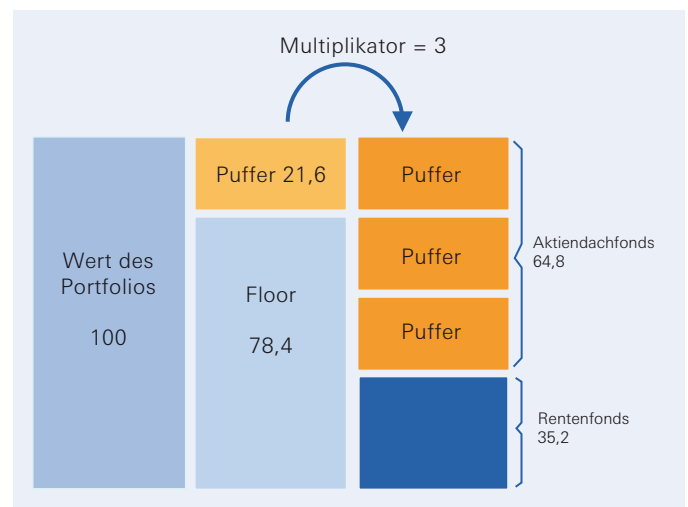 Multiplikator = 3
Wert des
Portfolios
100
Puffer 21,6
Floor
78,4
Puffer
Puffer
Puffer
Aktiendachfonds
64,8
Rentenfonds
35,2